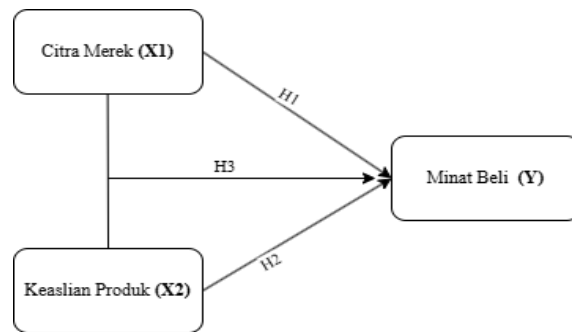 Citra Merek (X1)
H1
H3
Minat Beli (Y)
H2
Keaslian Produk (X2)